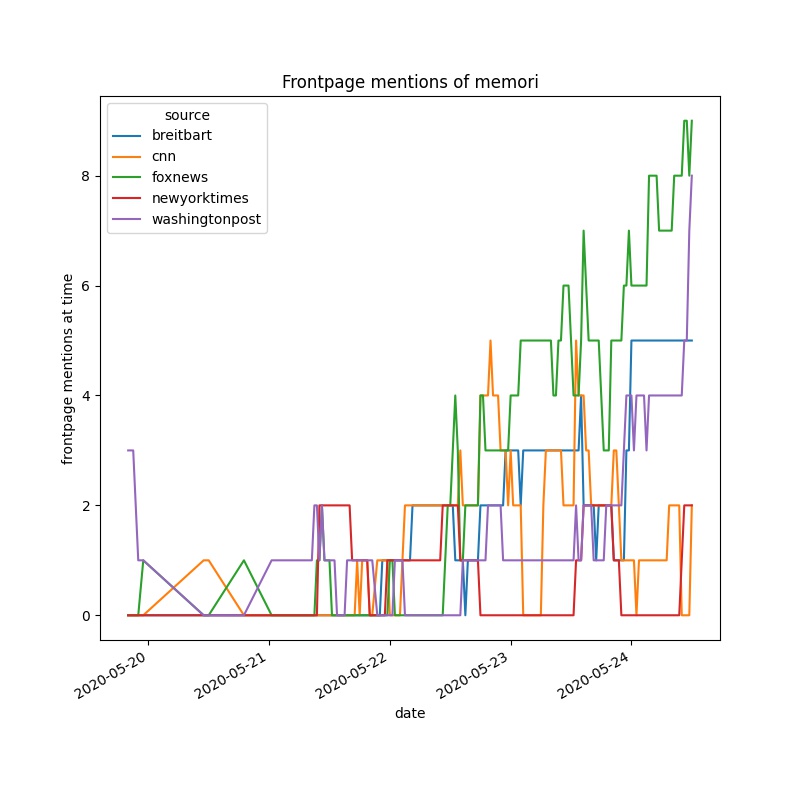 Frontpage mentions of memori
source
breitbart
cnn
foxnews
newyorktimes
washingtonpost
frontpage mentions at time
8
6
4
2
0
2020-05-20
2020-05-21
2020-05-22
2020-05-23
2020-05-24
date